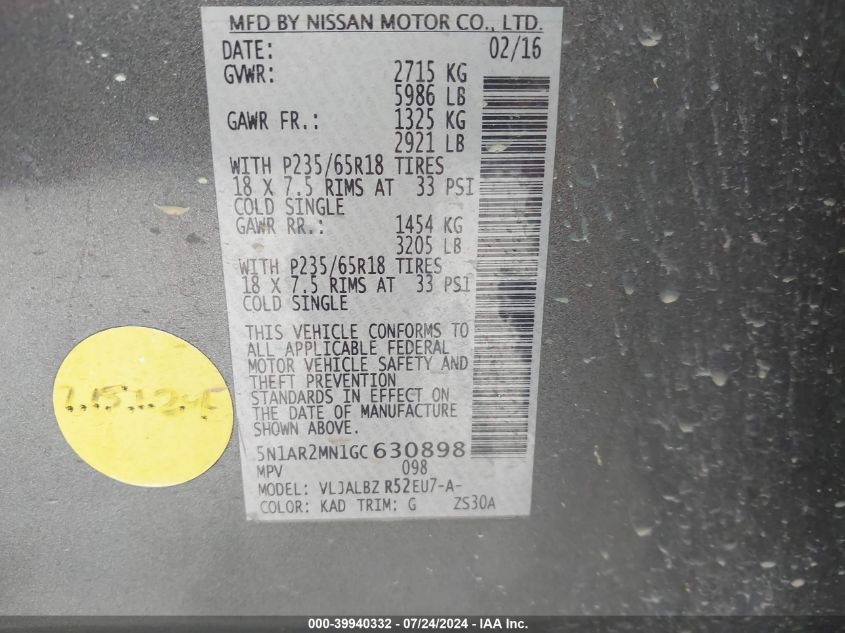 MFD BY NISSAN MOTOR CO., LTD.
DATE: 02/16
GVWR: 2715 KG
5986 LB
GAWR FR.: 1325 KG
2921 LB
WITH P235/65R18 TIRES
18 X 7.5 RIMS AT 33 PSI
COLD SINGLE
GAWR RR.: 1454 KG
3205 LB
WITH P235/65R18 TIRES
18 X 7.5 RIMS AT 33 PSI
COLD SINGLE
THIS VEHICLE CONFORMS TO
ALL APPLICABLE FEDERAL
MOTOR VEHICLE SAFETY AND
THEFT PREVENTION
STANDARDS IN EFFECT ON
THE DATE OF MANUFACTURE
SHOWN ABOVE.
5N1AR2MN1GC630898
MPV 098
MODEL: VLJALBZ R52EU7-A-
COLOR: KAD TRIM: G ZS30A
000-39940332 - 07/24/2024 - IAA Inc.